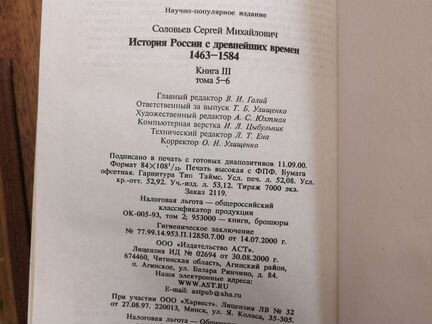 Научно-популярное издание
Соловьев Сергей Михайлович
История России с древнейших времен
1463—1584
Книга III
тома 5—6
Главный редактор В. И. Галий
Ответственный за выпуск Т. Б. Улищенко
Художественный редактор А. С. Юхтман
Компьютерная верстка И. Л. Цыбульник
Технический редактор Л. Т. Ена
Корректор О. Н. Улищенко
Подписано в печать с готовых диапозитивов 11.09.00.
Формат 84×108 1/32. Печать высокая с ФПФ. Бумага
офсетная. Гарнитура Тип Таймс. Усл. печ. л. 52,08. Усл.
кр.-отт. 52,92. Уч.-изд. л. 53,12. Тираж 7000 экз.
Заказ 2119.
Налоговая льгота — общероссийский
классификатор продукции
ОК-005-93, том 2; 953000 — книги, брошюры
Гигиеническое заключение
№ 77.99.14.953.П.12850.7.00 от 14.07.2000 г.
ООО «Издательство АСТ».
Лицензия ИД № 02694 от 30.08.2000 г.
674460, Читинская область, Агинский район,
п. Агинское, ул. Базара Ринчино, д. 84.
Наши электронные адреса:
WWW.AST.RU
E-mail: astpub@aha.ru
При участии ООО «Харвест». Лицензия ЛВ № 32
от 27.08.97. 220013, Минск, ул. Я. Коласа, 35-305.
Налоговая льгота —